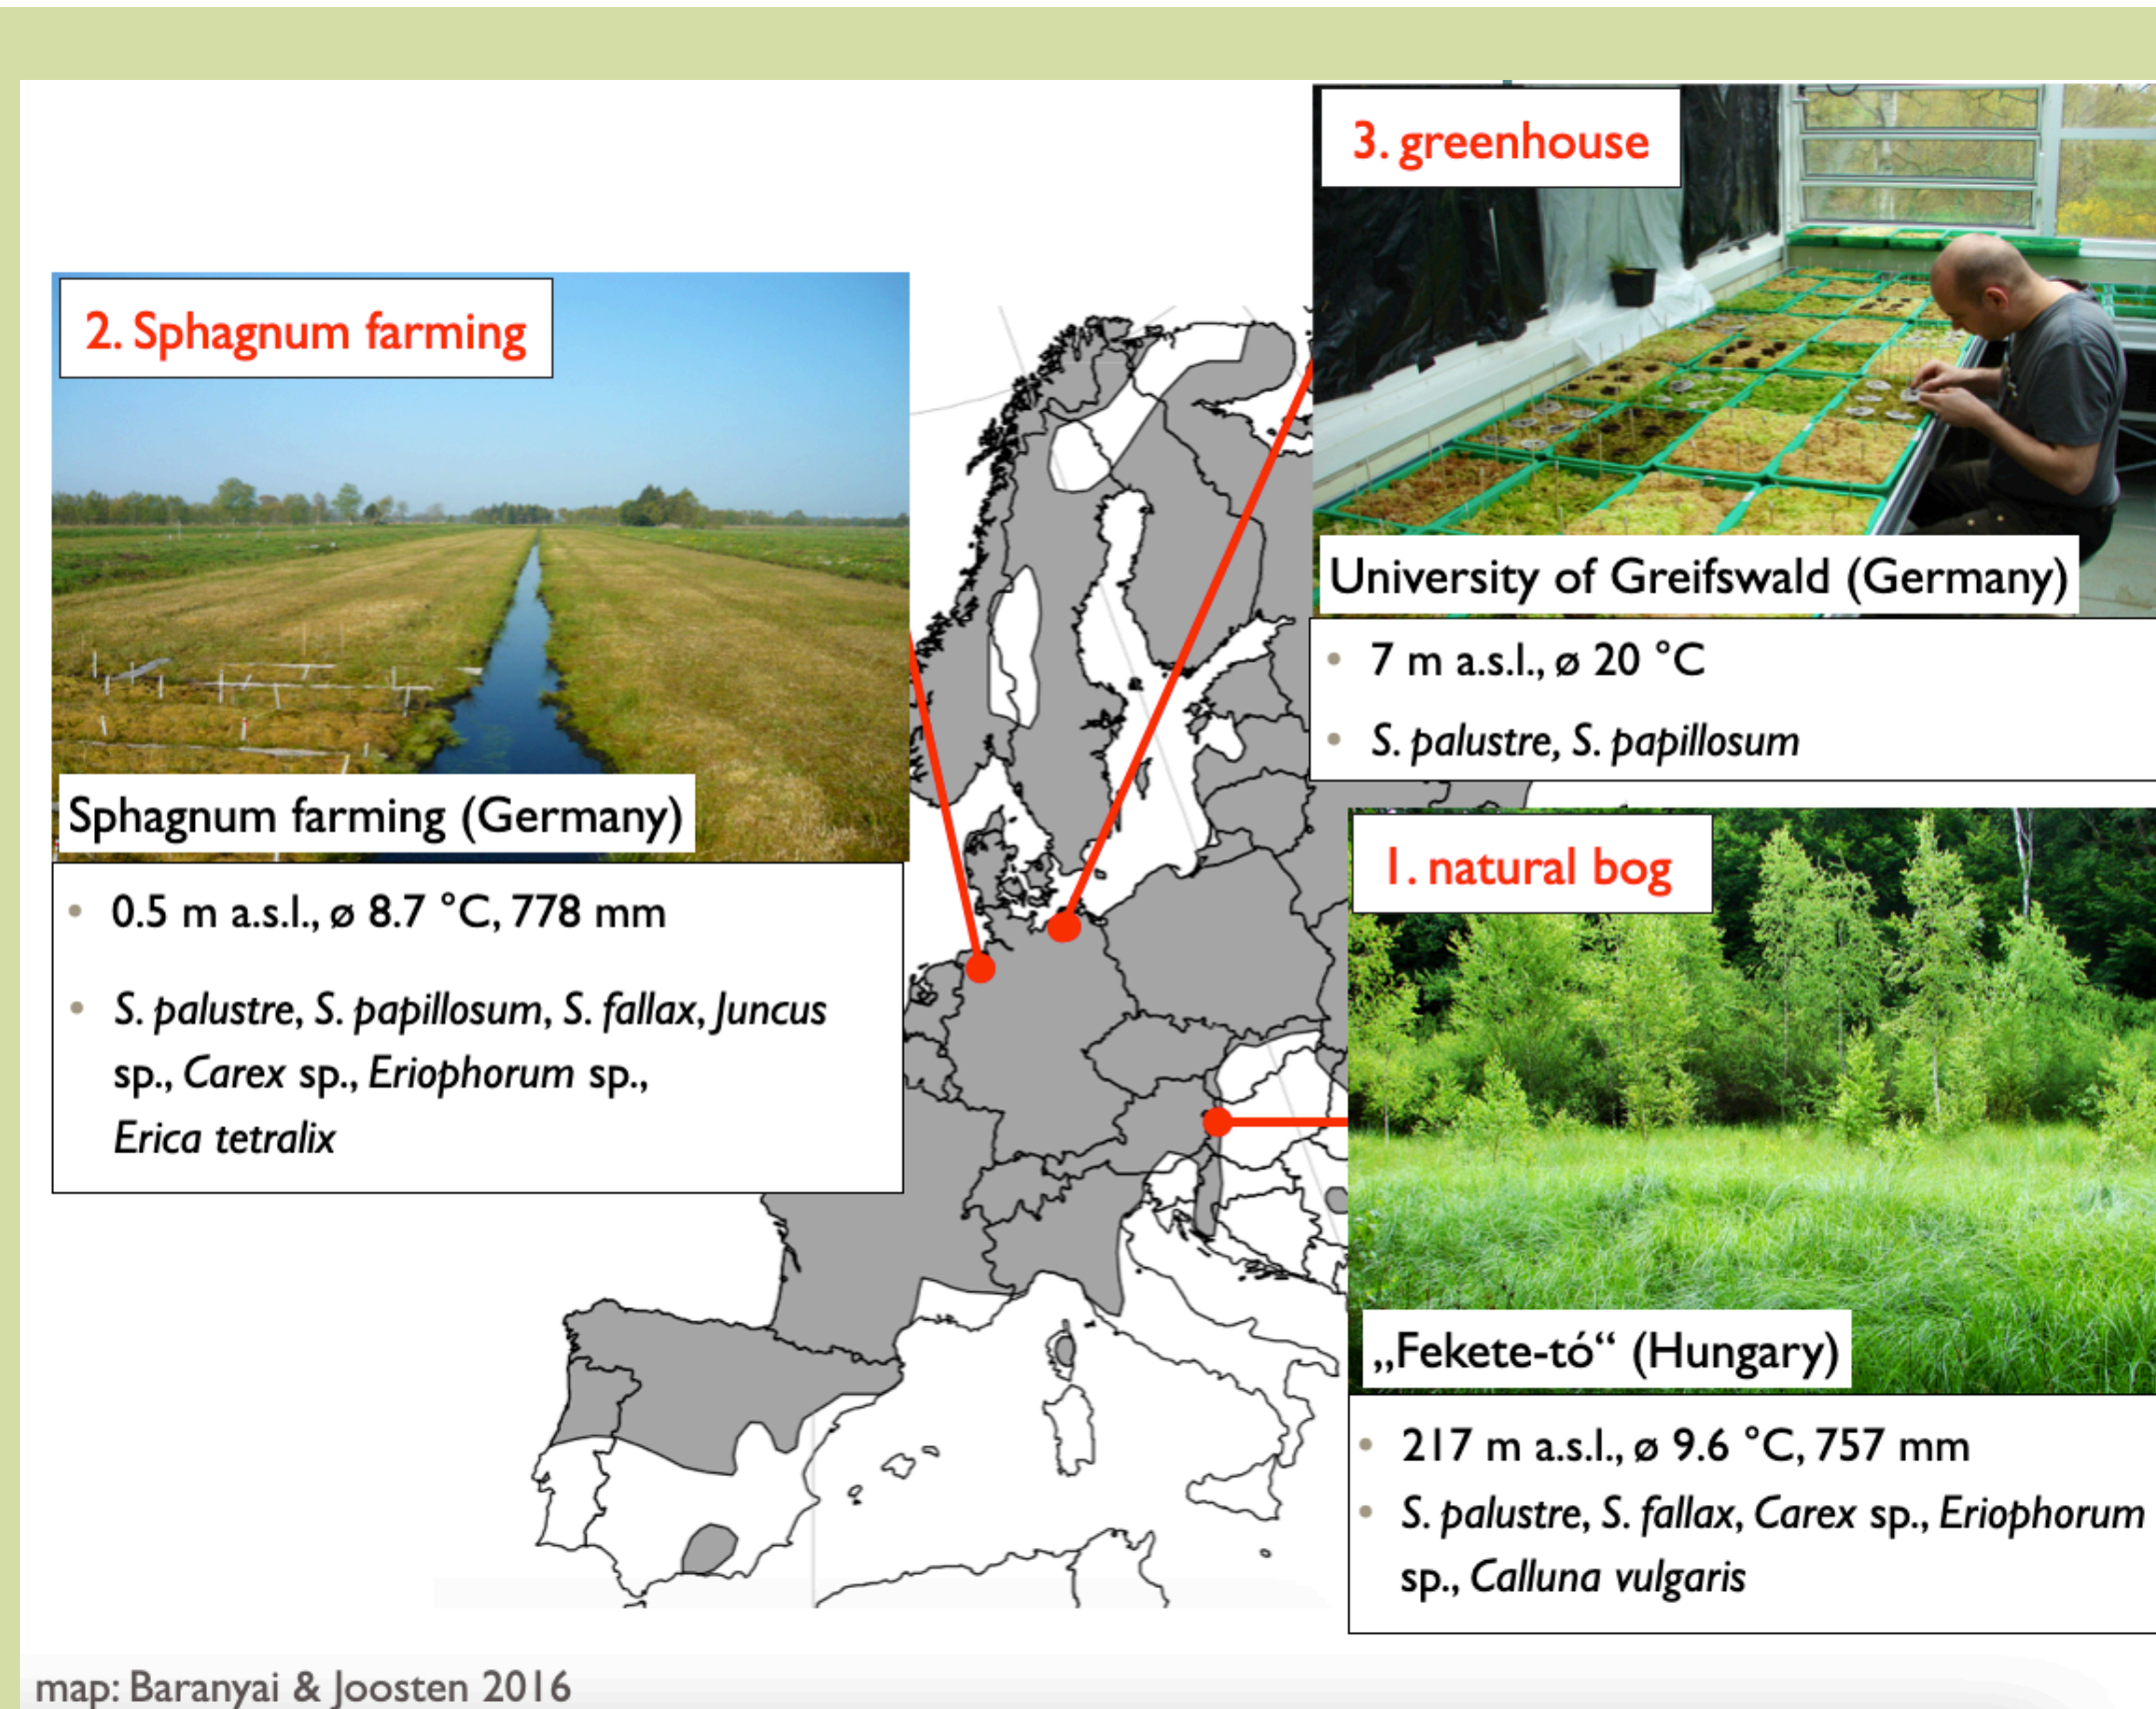 3. greenhouse
University of Greifswald (Germany)
• 7 m a.s.l., ø 20 °C
• S. palustre, S. papillosum
2. Sphagnum farming
Sphagnum farming (Germany)
• 0.5 m a.s.l., ø 8.7 °C, 778 mm
• S. palustre, S. papillosum, S. fallax, Juncus
sp., Carex sp., Eriophorum sp.,
Erica tetralix
1. natural bog
„Fekete-tó“ (Hungary)
• 217 m a.s.l., ø 9.6 °C, 757 mm
• S. palustre, S. fallax, Carex sp., Eriophorum
sp., Calluna vulgaris
map: Baranyai & Joosten 2016